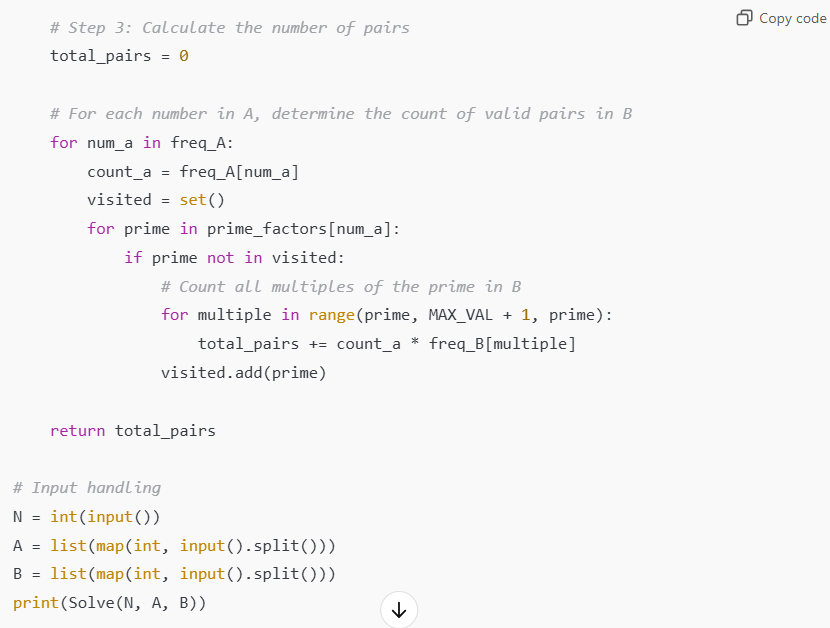 # Step 3: Calculate the number of pairs
Copy code
total_pairs = 0
# For each number in A, determine the count of valid pairs in B
for num_a in freq_A:
count_a = freq_A[num_a]
visited = set()
for prime in prime_factors[num_a]:
if prime not in visited:
# Count all multiples of the prime in B
for multiple in range(prime, MAX_VAL + 1, prime):
total_pairs += count_a * freq_B[multiple]
visited.add(prime)
return total_pairs
# Input handling
N = int(input())
A = list(map(int, input().split()))
B = list(map(int, input().split()))
print(Solve(N, A, B))